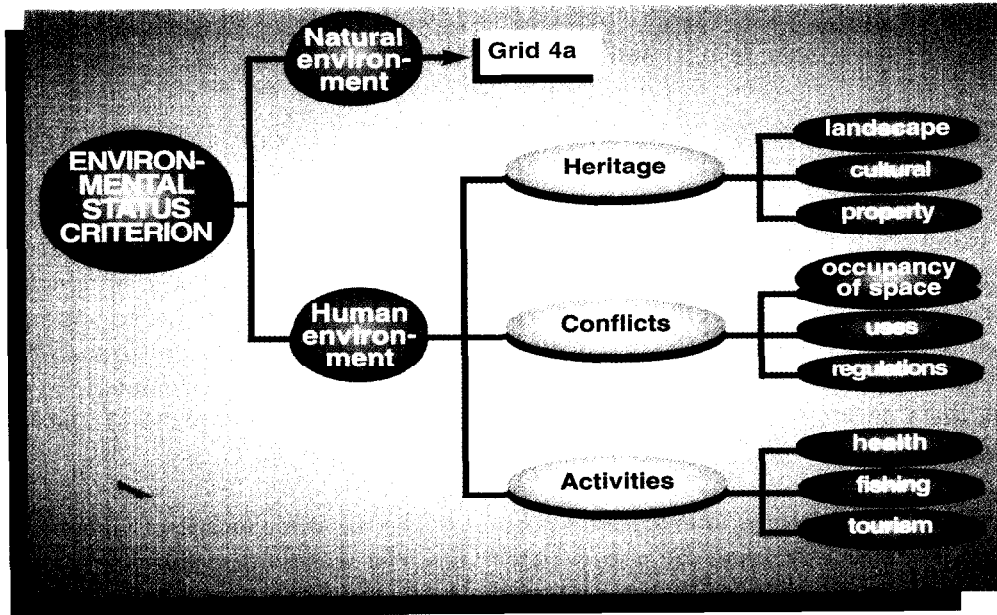 Natural
environ-
ment
Grid 4a
ENVIRON-
MENTAL
STATUS
CRITERION
Heritage
landscape
cultural
property
Human
environ-
ment
Conflicts
occupancy
of space
uses
regulations
Activities
health
fishing
tourism